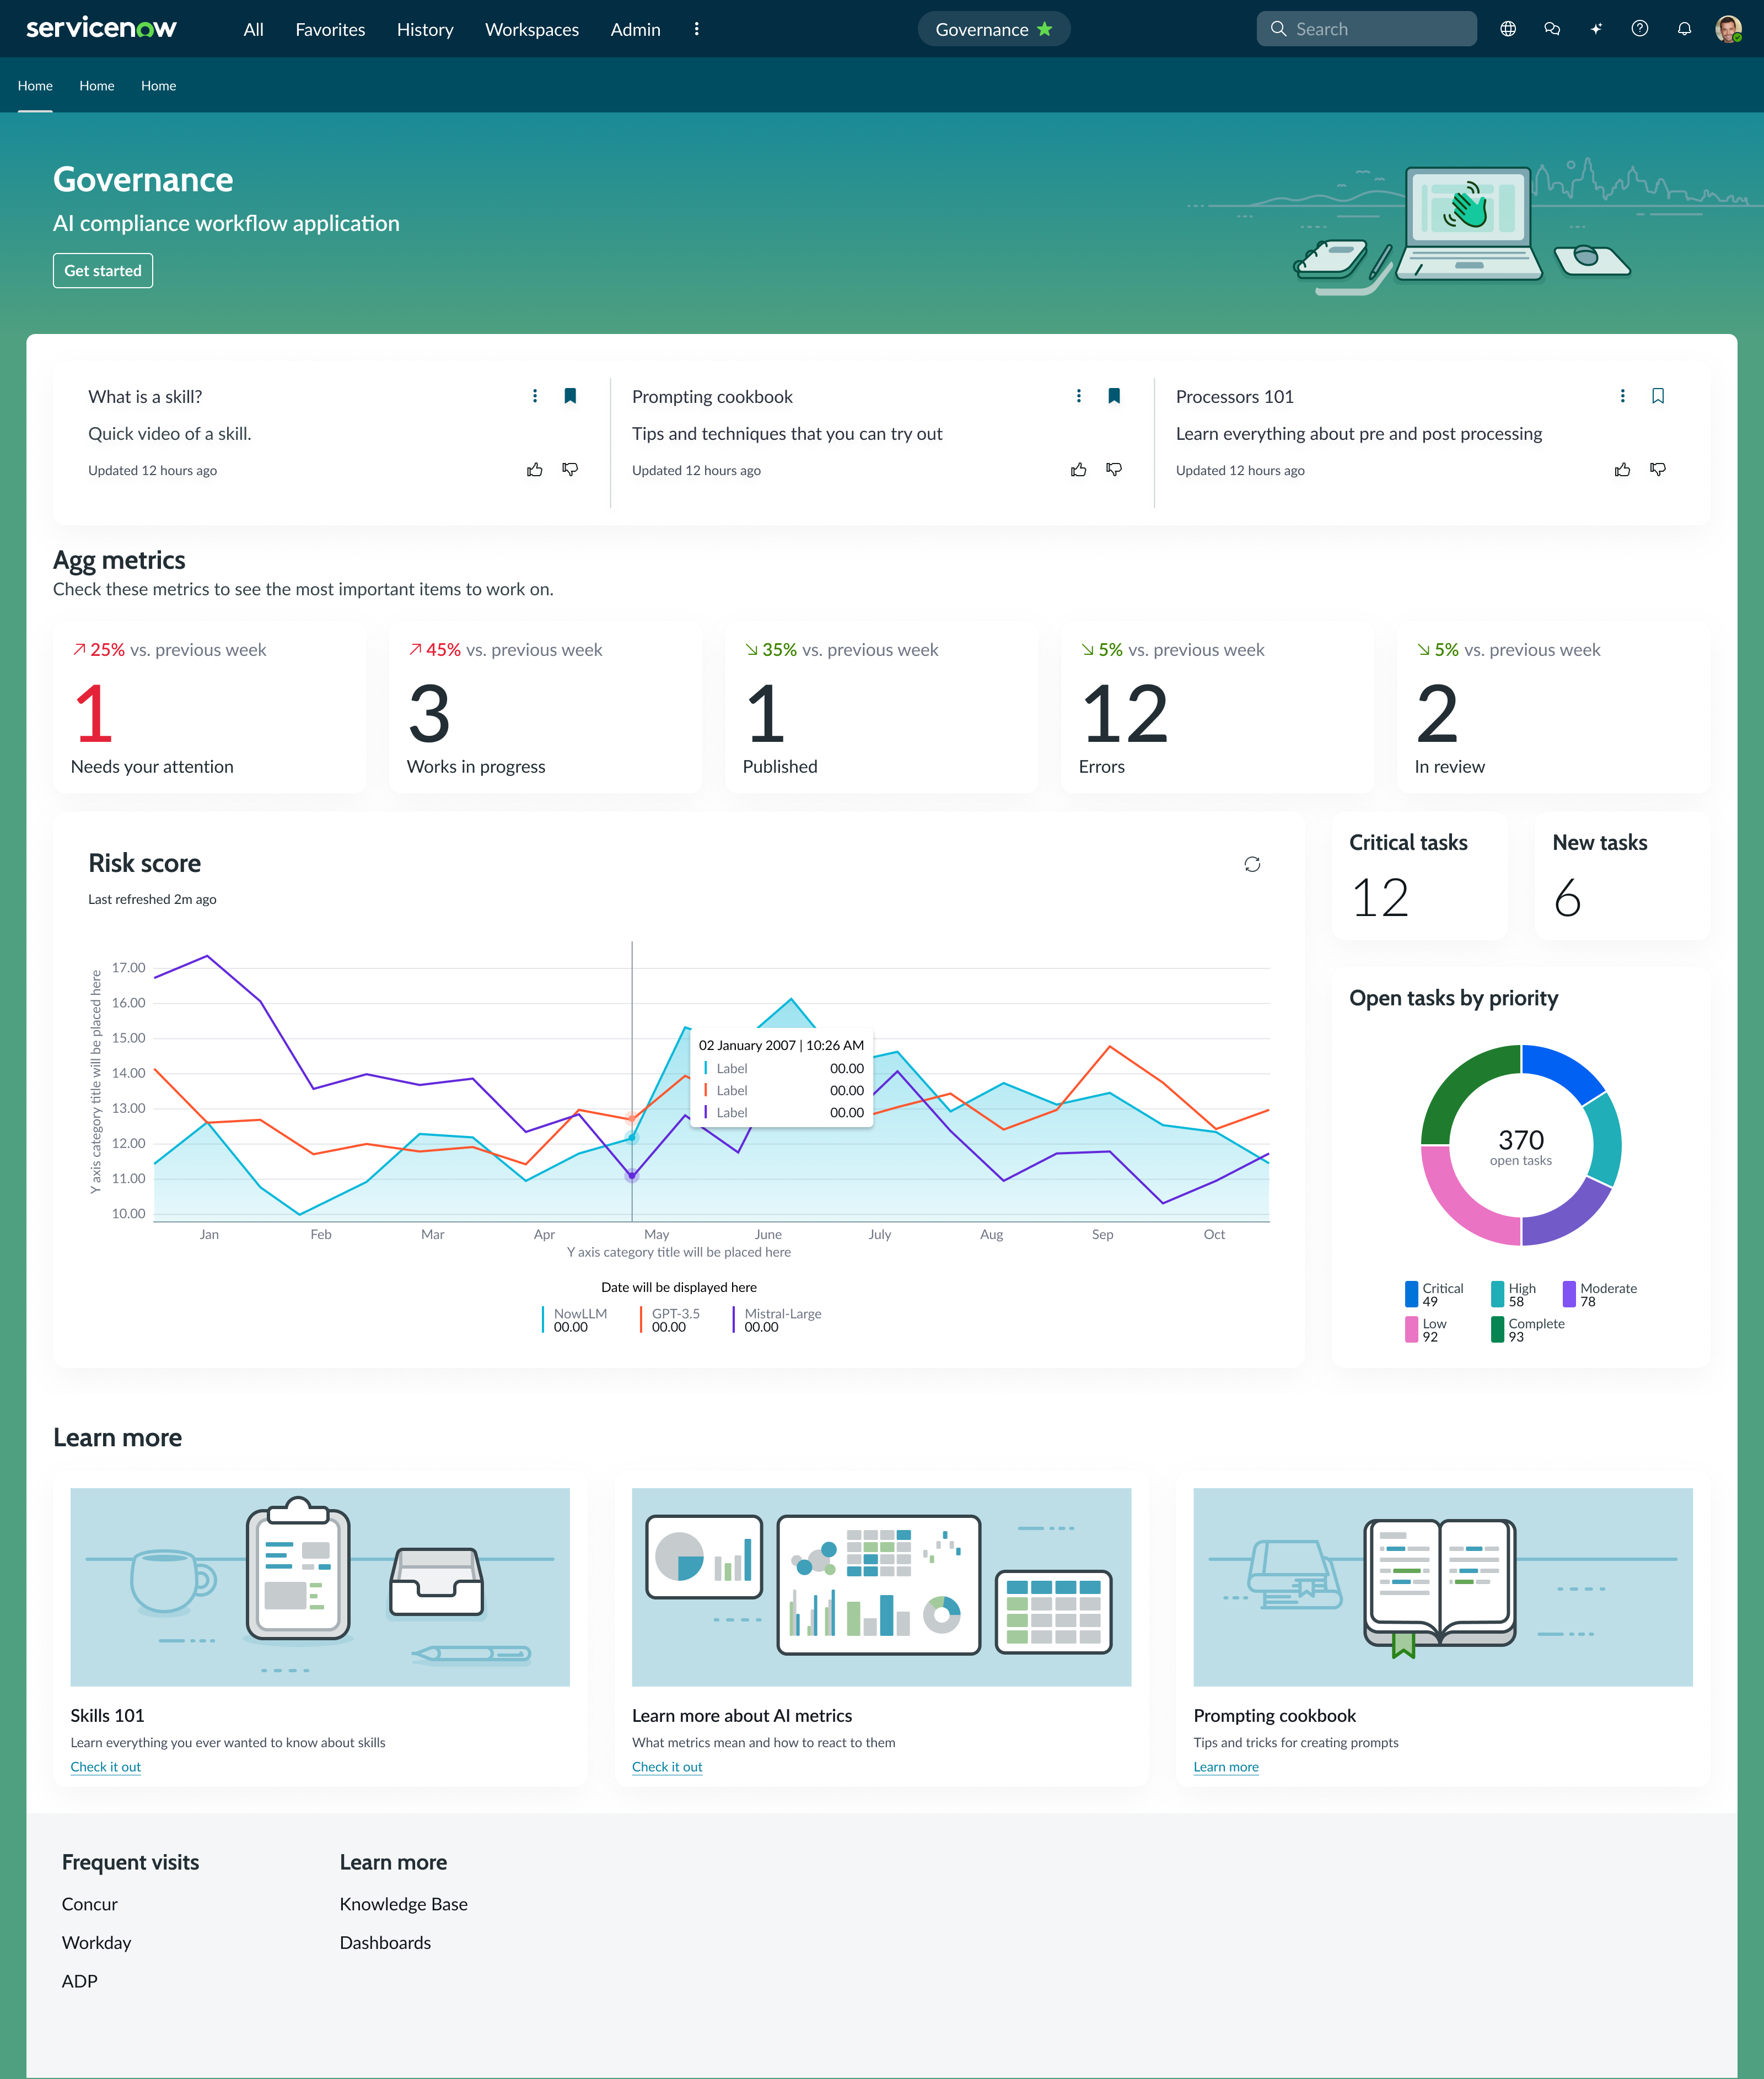 servicenow
All Favorites History Workspaces Admin
Governance
Search
Home Home Home
Governance
AI compliance workflow application
Get started
What is a skill?
Quick video of a skill.
Updated 12 hours ago
Prompting cookbook
Tips and techniques that you can try out
Updated 12 hours ago
Processors 101
Learn everything about pre and post processing
Updated 12 hours ago
Agg metrics
Check these metrics to see the most important items to work on.
25% vs. previous week
1
Needs your attention
45% vs. previous week
3
Works in progress
35% vs. previous week
1
Published
5% vs. previous week
12
Errors
5% vs. previous week
2
In review
Risk score
Last refreshed 2m ago
Y axis category title will be placed here
17.00
16.00
15.00
14.00
13.00
12.00
11.00
10.00
02 January 2007 | 10:26 AM
Label 00.00
Label 00.00
Label 00.00
Jan Feb Mar Apr May June July Aug Sep Oct
Y axis category title will be placed here
Date will be displayed here
NowLLM
00.00
GPT-3.5
00.00
Mistral-Large
00.00
Critical tasks
12
New tasks
6
Open tasks by priority
370
open tasks
Critical
49
High
58
Moderate
78
Low
92
Complete
93
Learn more
Skills 101
Learn everything you ever wanted to know about skills
Check it out
Learn more about AI metrics
What metrics mean and how to react to them
Check it out
Prompting cookbook
Tips and tricks for creating prompts
Learn more
Frequent visits
Concur
Workday
ADP
Learn more
Knowledge Base
Dashboards